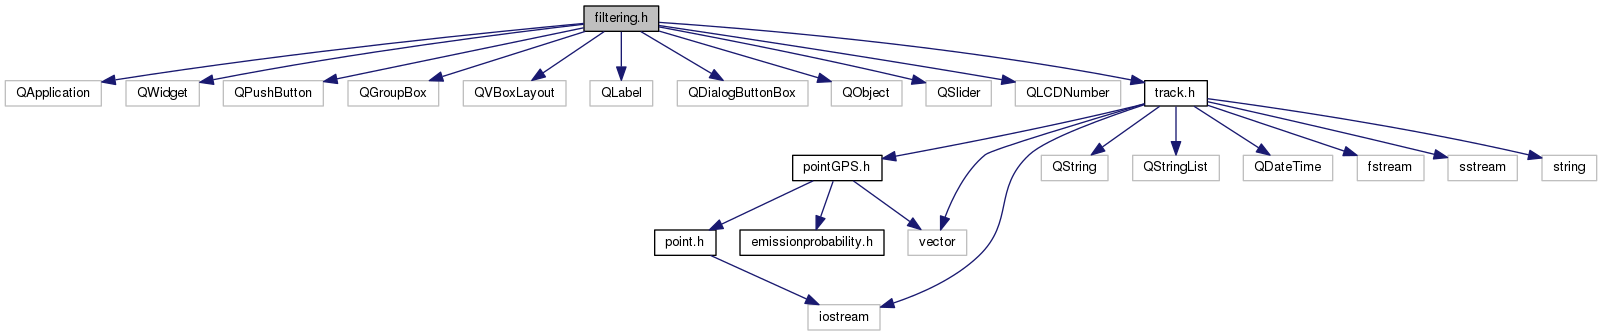 filtering.h
QApplication
QWidget
QPushButton
QGroupBox
QVBoxLayout
QLabel
QDialogButtonBox
QObject
QSlider
QLCDNumber
track.h
pointGPS.h
QString
QStringList
QDateTime
fstream
sstream
string
point.h
emissionprobability.h
vector
iostream